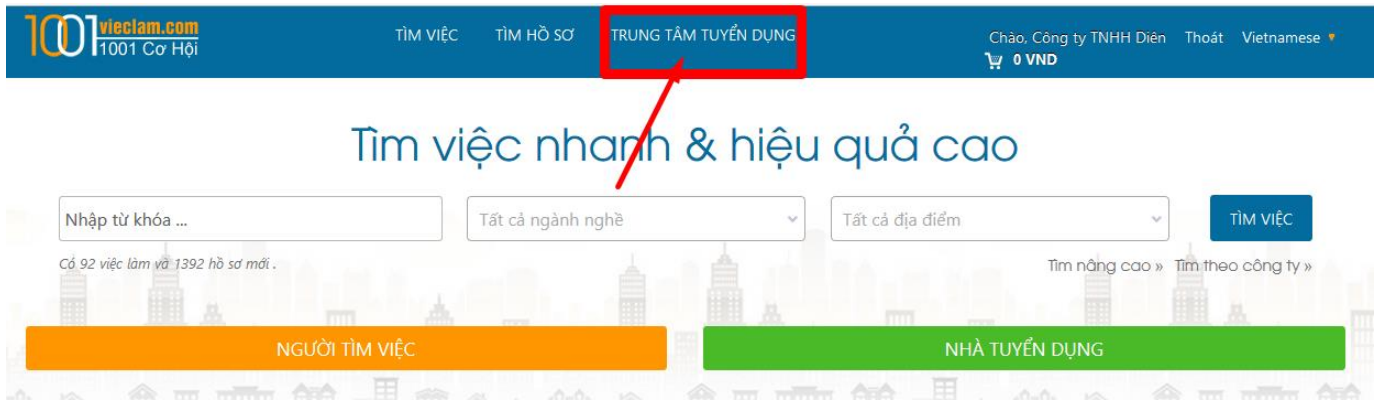 1001 vieclam.com
1001 Cơ Hội
TÌM VIỆC TÌM HỒ SƠ TRUNG TÂM TUYỂN DỤNG
Chào, Công ty TNHH Diên Thoát Vietnamese
0 VND
Tìm việc nhanh & hiệu quả cao
Nhập từ khóa ... Tất cả ngành nghề Tất cả địa điểm TÌM VIỆC
Có 92 việc làm và 1392 hồ sơ mới .
Tìm nâng cao » Tìm theo công ty »
NGƯỜI TÌM VIỆC NHÀ TUYỂN DỤNG